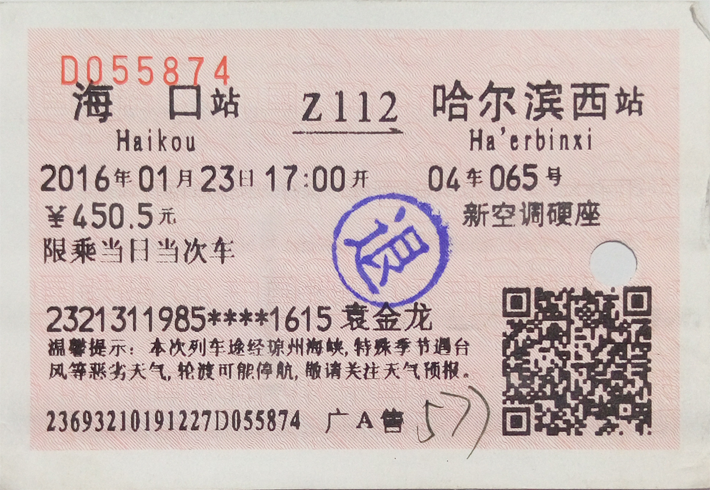 D055874
海口站 Z112 哈尔滨西站
Haikou Ha'erbinxi
2016年01月23日17:00开 04车065号
¥450.5元 新空调硬座
限乘当日当次车
退
2321311985****1615袁金龙
温馨提示：本次列车途经琼州海峡,特殊季节遇台
风等恶劣天气,轮渡可能停航,敬请关注天气预报。
23693210191227D055874 广A售